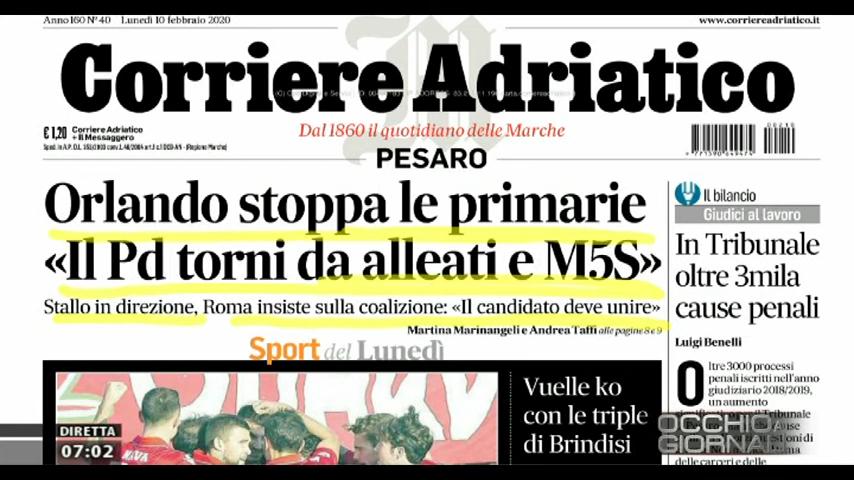 Anno 160 N° 40 Lunedì 10 febbraio 2020
www.corriereadriatico.it
Corriere Adriatico
€ 1,20 Corriere Adriatico
+ Il Messaggero
Dal 1860 il quotidiano delle Marche
PESARO
Orlando stoppa le primarie
«Il Pd torni da alleati e M5S»
Stallo in direzione, Roma insiste sulla coalizione: «Il candidato deve unire»
Martina Marinangeli e Andrea Taffi alle pagine 8 e 9
Il bilancio
Giudici al lavoro
In Tribunale
oltre 3mila
cause penali
Luigi Benelli
Oltre 3000 processi
penali iscritti nell'anno
giudiziario 2018/2019,
un aumento
Sport del Lunedì
Vuelle ko
con le triple
di Brindisi
DIRETTA
07:02
OCCHIO A
GIORNALI
delle carceri e delle